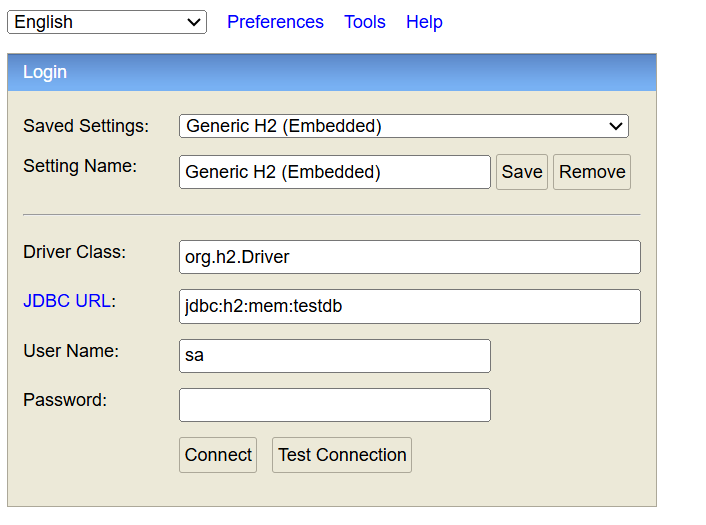 English Preferences Tools Help
Login
Saved Settings: Generic H2 (Embedded)
Setting Name: Generic H2 (Embedded) Save Remove
Driver Class: org.h2.Driver
JDBC URL: jdbc:h2:mem:testdb
User Name: sa
Password:
Connect Test Connection